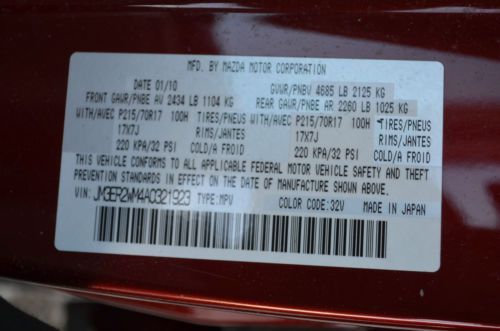 MFD. BY MAZDA MOTOR CORPORATION
DATE 01/10 GVWR/PNBV 4685 LB 2125 KG
FRONT GAWR/PNBE AV 2434 LB 1104 KG REAR GAWR/PNBE AR 2260 LB 1025 KG
WITH/AVEC P215/70R17 100H TIRES/PNEUS WITH/AVEC P215/70R17 100H TIRES/PNEUS
17X7J RIMS/JANTES 17X7J RIMS/JANTES
220 KPA/32 PSI COLD/A FROID 220 KPA/32 PSI COLD/A FROID
THIS VEHICLE CONFORMS TO ALL APPLICABLE FEDERAL MOTOR VEHICLE SAFETY AND THEFT
PREVENTION STANDARDS IN EFFECT ON THE DATE OF MANUFACTURE SHOWN ABOVE.
VIN: JM3ER2WM4A0321923 TYPE:MPV COLOR CODE:32V MADE IN JAPAN